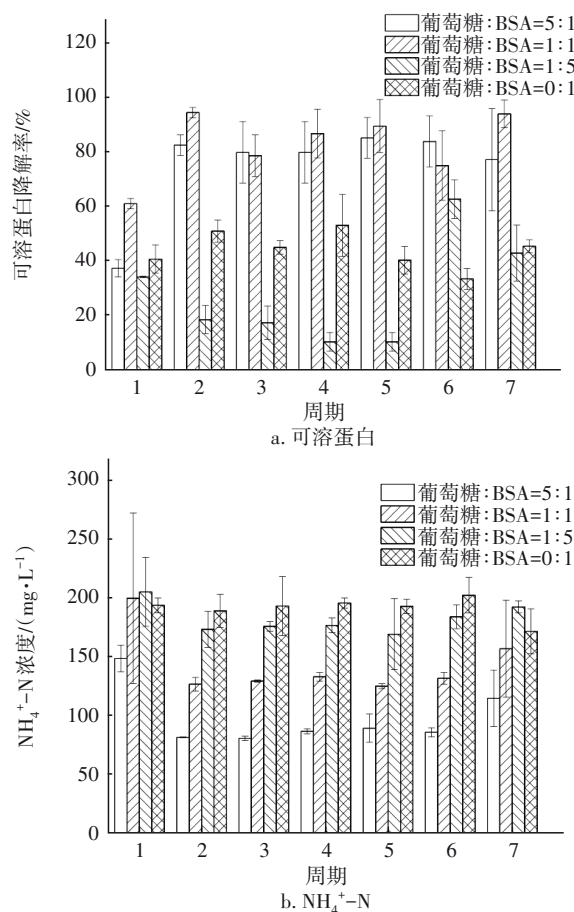 葡萄糖:BSA=5:1
葡萄糖:BSA=1:1
葡萄糖:BSA=1:5
葡萄糖:BSA=0:1
可溶蛋白降解率/%
120
100
80
60
40
20
0
1 2 3 4 5 6 7
周期
a. 可溶蛋白
葡萄糖:BSA=5:1
葡萄糖:BSA=1:1
葡萄糖:BSA=1:5
葡萄糖:BSA=0:1
NH₄⁺-N 浓度/(mg·L⁻¹)
300
250
200
150
100
50
0
1 2 3 4 5 6 7
周期
b. NH₄⁺-N